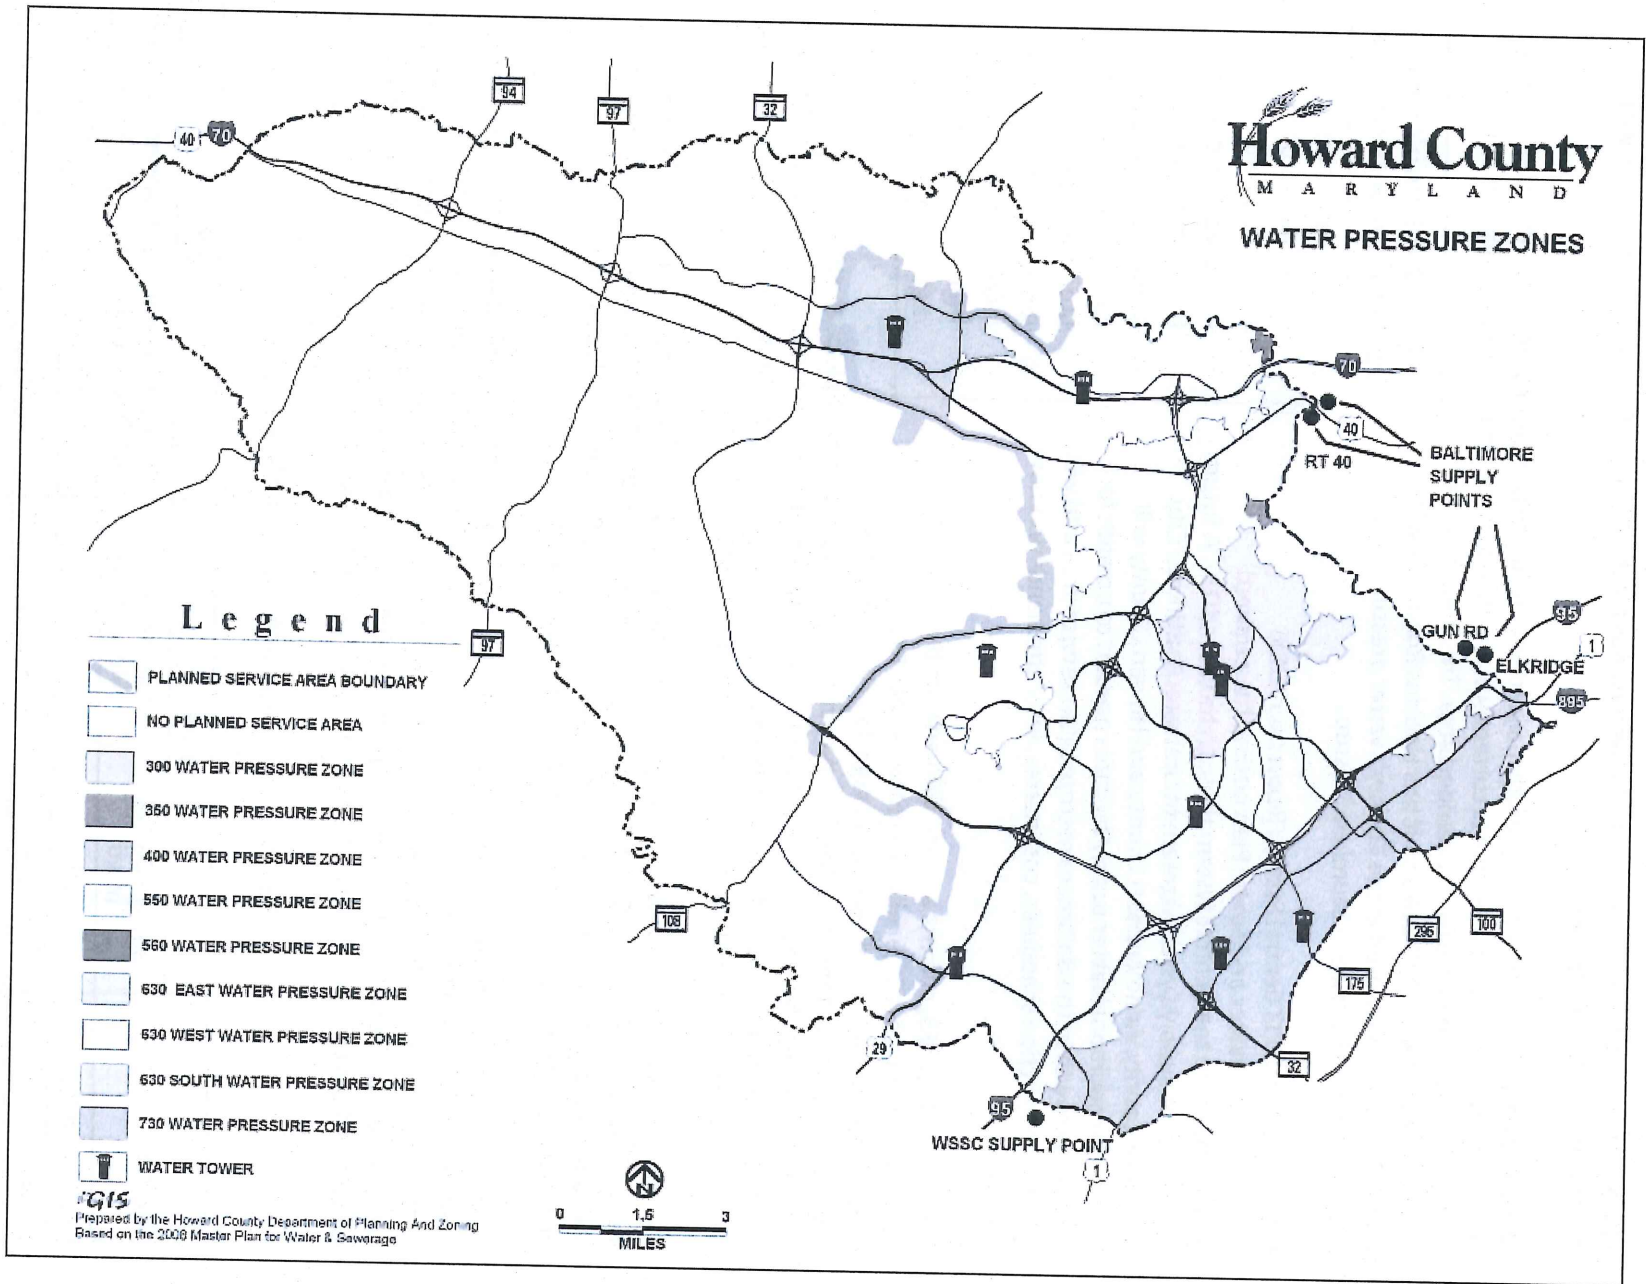 94
97
32
40
70
Howard County
MARYLAND
WATER PRESSURE ZONES
70
40
RT 40
BALTIMORE
SUPPLY
POINTS
95
1
GUN RD
ELKRIDGE
895
Legend
97
PLANNED SERVICE AREA BOUNDARY
NO PLANNED SERVICE AREA
300 WATER PRESSURE ZONE
350 WATER PRESSURE ZONE
400 WATER PRESSURE ZONE
550 WATER PRESSURE ZONE
560 WATER PRESSURE ZONE
630 EAST WATER PRESSURE ZONE
630 WEST WATER PRESSURE ZONE
630 SOUTH WATER PRESSURE ZONE
730 WATER PRESSURE ZONE
WATER TOWER
108
295
100
175
29
32
95
WSSC SUPPLY POINT
1
GIS
Prepared by the Howard County Department of Planning And Zoning
Based on the 2008 Master Plan for Water & Sewerage
N
0 1.5 3
MILES